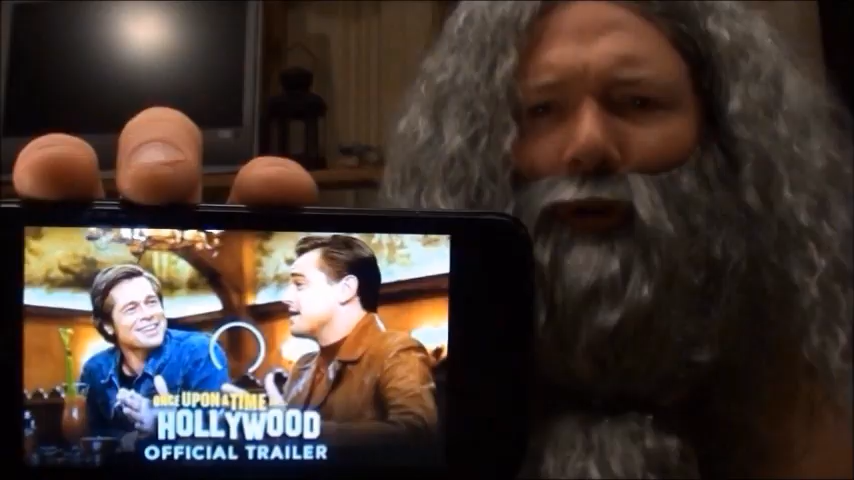 ONCE UPON A TIME IN
HOLLYWOOD
OFFICIAL TRAILER